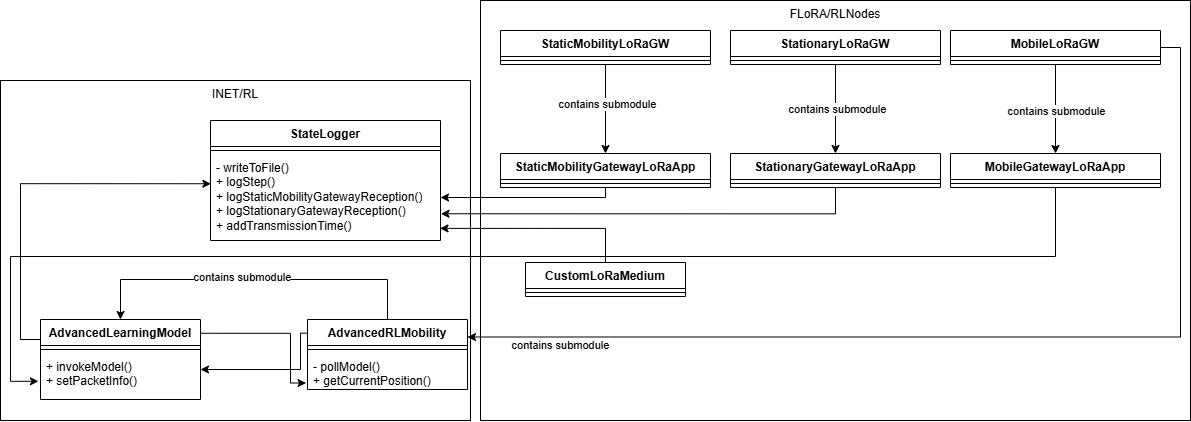 FLoRA/RLNodes
StaticMobilityLoRaGW
StationaryLoRaGW
MobileLoRaGW
INET/RL
contains submodule
contains submodule
contains submodule
StateLogger
- writeToFile()
+ logStep()
+ logStaticMobilityGatewayReception()
+ logStationaryGatewayReception()
+ addTransmissionTime()
StaticMobilityGatewayLoRaApp
StationaryGatewayLoRaApp
MobileGatewayLoRaApp
CustomLoRaMedium
contains submodule
AdvancedLearningModel
+ invokeModel()
+ setPacketInfo()
AdvancedRLMobility
- pollModel()
+ getCurrentPosition()
contains submodule